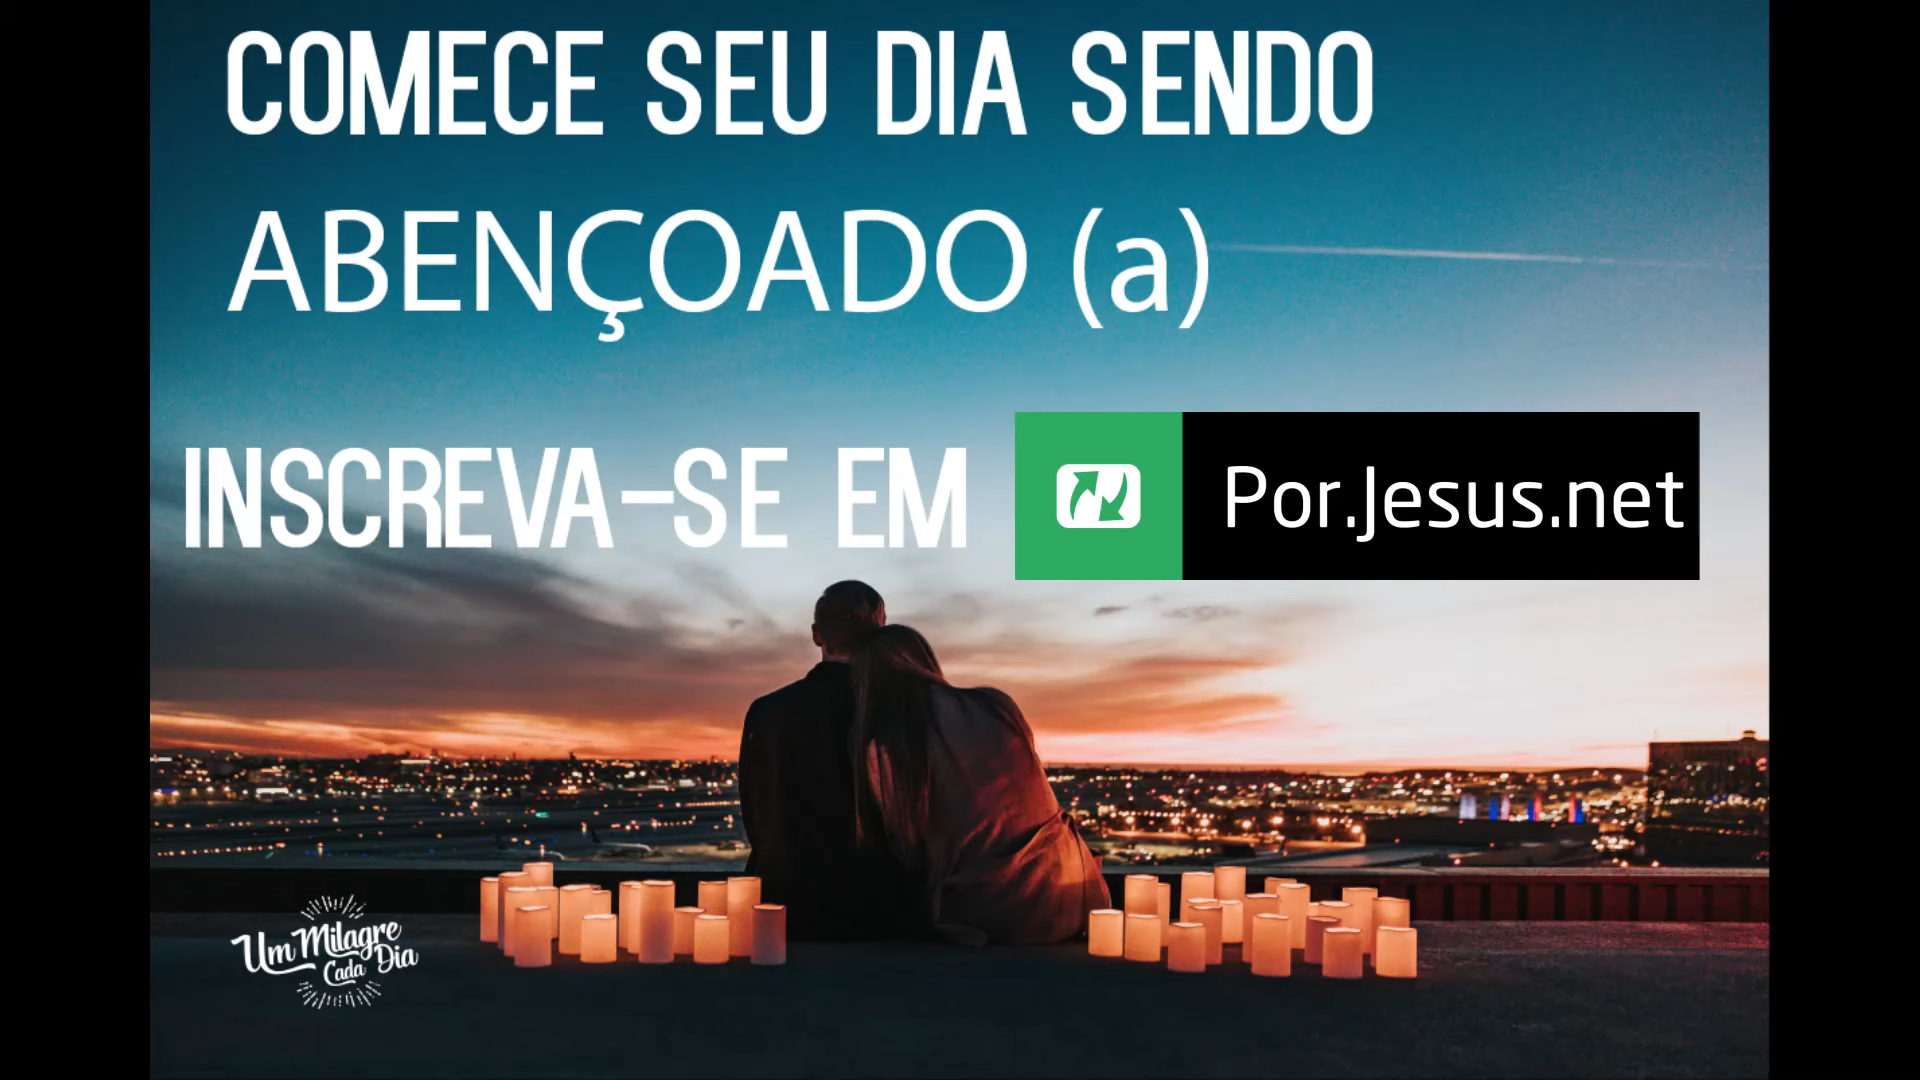 COMECE SEU DIA SENDO
ABENÇOADO (a)
INSCREVA-SE EM Por.Jesus.net
Um Milagre
Cada Dia